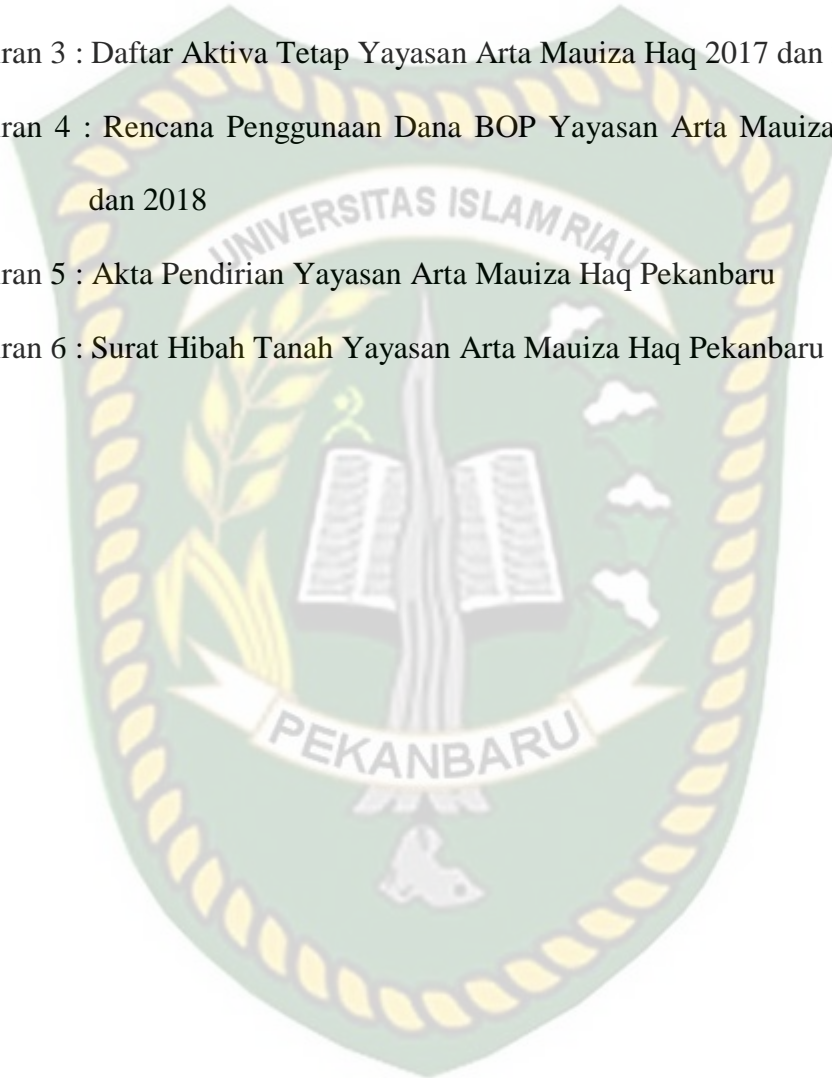 ran 3 : Daftar Aktiva Tetap Yayasan Arta Mauiza Haq 2017 dan
ran 4 : Rencana Penggunaan Dana BOP Yayasan Arta Mauiza
dan 2018
UNIVERSITAS ISLAM RIAU
ran 5 : Akta Pendirian Yayasan Arta Mauiza Haq Pekanbaru
ran 6 : Surat Hibah Tanah Yayasan Arta Mauiza Haq Pekanbaru
PEKANBARU